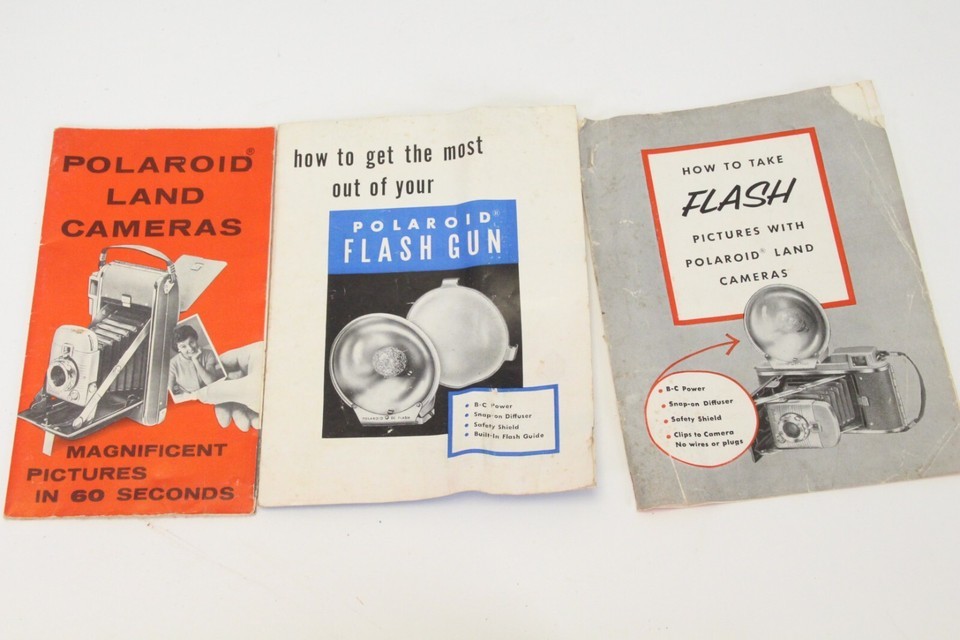 POLAROID®
LAND
CAMERAS
MAGNIFICENT
PICTURES
IN 60 SECONDS
how to get the most
out of your
POLAROID®
FLASH GUN
• B-C Power
• Snap-on Diffuser
• Safety Shield
• Built-In Flash Guide
HOW TO TAKE
FLASH
PICTURES WITH
POLAROID® LAND
CAMERAS
• B-C Power
• Snap-on Diffuser
• Safety Shield
• Clips to Camera
No wires or plugs